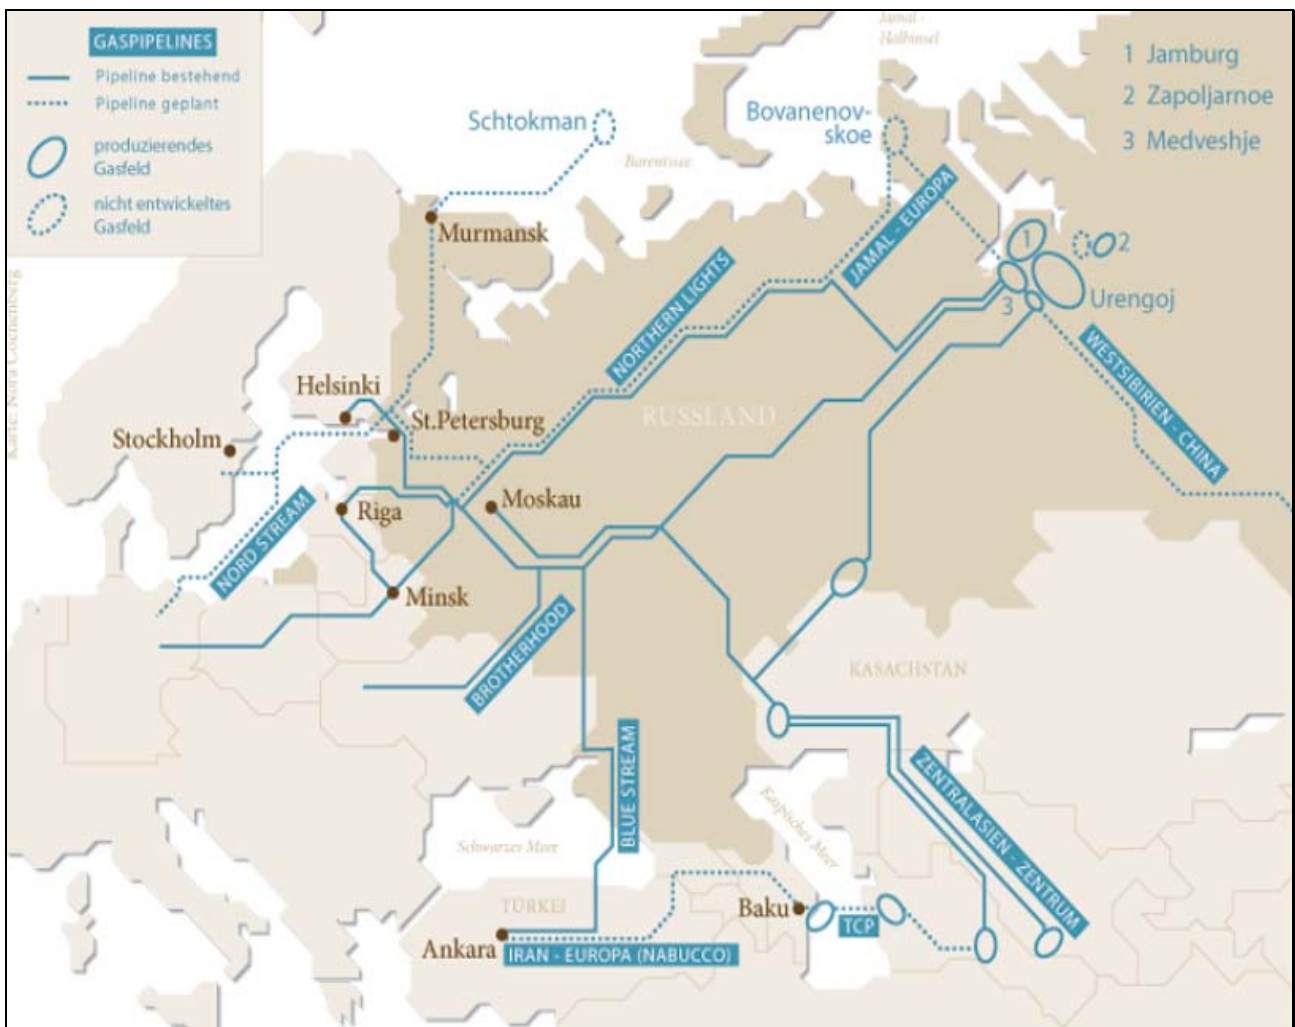 GASPIPELINES
Pipeline bestehend
Pipeline geplant
produzierendes
Gasfeld
nicht entwickeltes
Gasfeld
Jamal -
Halbinsel
1 Jamburg
2 Zapoljarnoe
3 Medveshje
Schtokman
Bovanenov-
skoe
Barentssee
Murmansk
JAMAL - EUROPA
NORTHERN LIGHTS
1
2
3
Urengoj
WESTSIBIRIEN - CHINA
Helsinki
St.Petersburg
Stockholm
RUSSLAND
Moskau
Riga
NORD STREAM
Minsk
BROTHERHOOD
KASACHSTAN
BLUE STREAM
ZENTRALASIEN - ZENTRUM
Kaspisches Meer
Schwarzes Meer
TÜRKEI
Baku
TCP
Ankara
IRAN - EUROPA (NABUCCO)